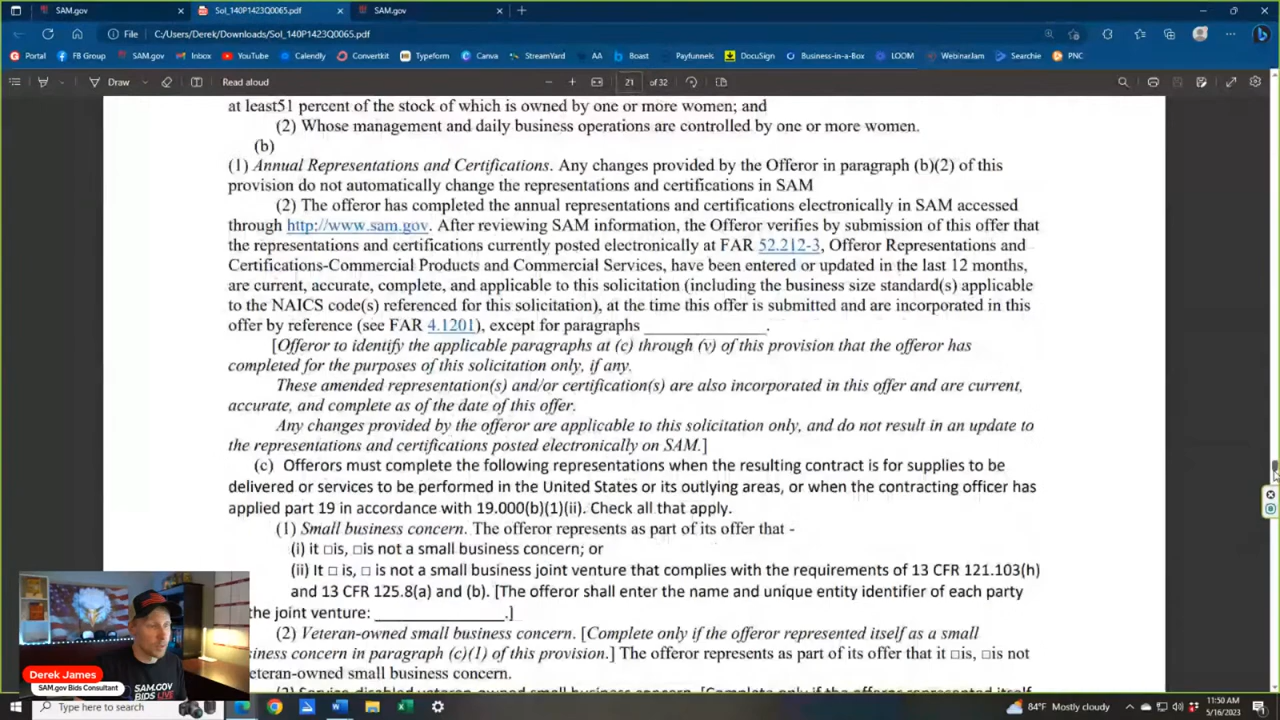 SAM.gov
Sol_140P1423Q0065.pdf
SAM.gov
File
C:/Users/Derek/Downloads/Sol_140P1423Q0065.pdf
Portal
FB Group
SAM.gov
Inbox
YouTube
Calendly
Convertkit
Typeform
Canva
StreamYard
AA
Boast
Payfunnels
DocuSign
Business-in-a-Box
LOOM
WebinarJam
Searchie
PNC
Draw
Read aloud
21 of 32
at least51 percent of the stock of which is owned by one or more women; and
(2) Whose management and daily business operations are controlled by one or more women.
(b)
(1) Annual Representations and Certifications. Any changes provided by the Offeror in paragraph (b)(2) of this
provision do not automatically change the representations and certifications in SAM
(2) The offeror has completed the annual representations and certifications electronically in SAM accessed
through http://www.sam.gov. After reviewing SAM information, the Offeror verifies by submission of this offer that
the representations and certifications currently posted electronically at FAR 52.212-3, Offeror Representations and
Certifications-Commercial Products and Commercial Services, have been entered or updated in the last 12 months,
are current, accurate, complete, and applicable to this solicitation (including the business size standard(s) applicable
to the NAICS code(s) referenced for this solicitation), at the time this offer is submitted and are incorporated in this
offer by reference (see FAR 4.1201), except for paragraphs ____________.
[Offeror to identify the applicable paragraphs at (c) through (v) of this provision that the offeror has
completed for the purposes of this solicitation only, if any.
These amended representation(s) and/or certification(s) are also incorporated in this offer and are current,
accurate, and complete as of the date of this offer.
Any changes provided by the offeror are applicable to this solicitation only, and do not result in an update to
the representations and certifications posted electronically on SAM.]
(c) Offerors must complete the following representations when the resulting contract is for supplies to be
delivered or services to be performed in the United States or its outlying areas, or when the contracting officer has
applied part 19 in accordance with 19.000(b)(1)(ii). Check all that apply.
(1) Small business concern. The offeror represents as part of its offer that -
(i) it □is, □is not a small business concern; or
(ii) It □ is, □ is not a small business joint venture that complies with the requirements of 13 CFR 121.103(h)
and 13 CFR 125.8(a) and (b). [The offeror shall enter the name and unique entity identifier of each party
the joint venture: ____________.]
(2) Veteran-owned small business concern. [Complete only if the offeror represented itself as a small
iness concern in paragraph (c)(1) of this provision.] The offeror represents as part of its offer that it □is, □is not
eteran-owned small business concern.
Service-disabled veteran-owned small business concern. [Complete only if the offeror represented itself
SAM.GOV
BIDS LIVE
Derek James
SAM.gov Bids Consultant
Type here to search
84°F Mostly cloudy
11:50 AM
5/16/2023